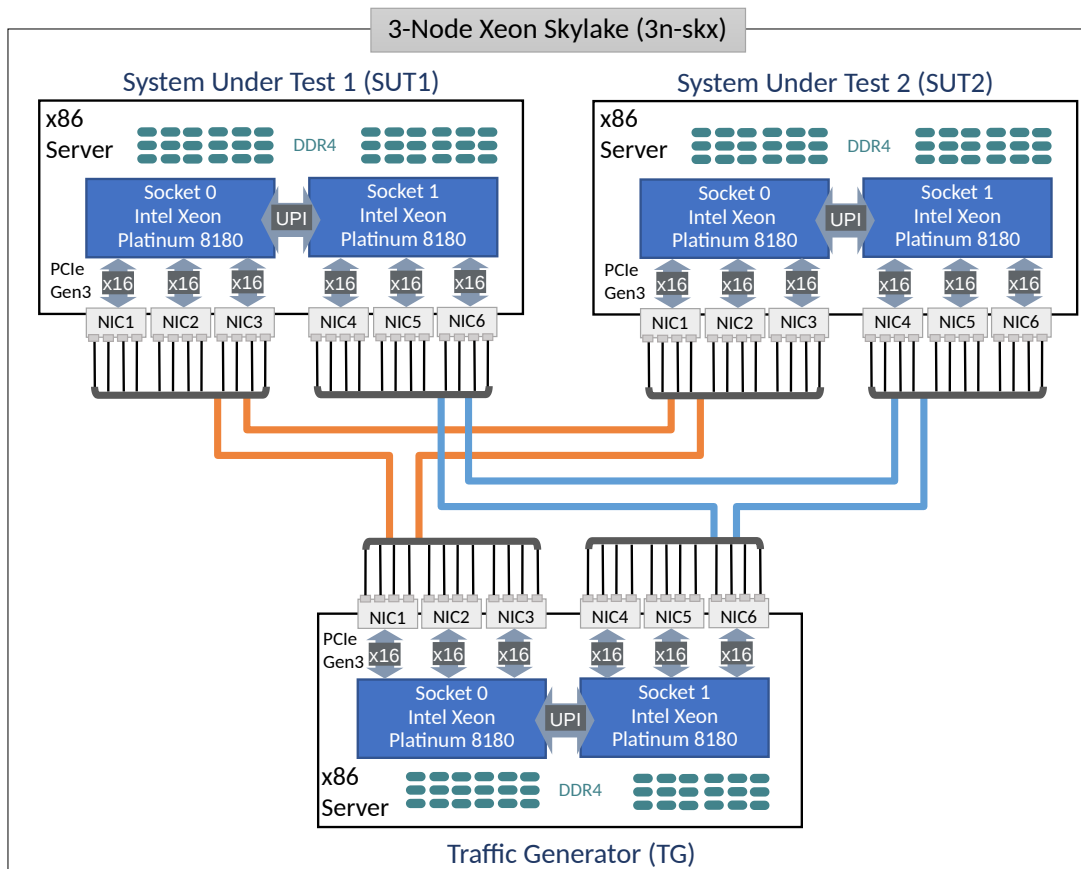 3-Node Xeon Skylake (3n-skx)
System Under Test 1 (SUT1)
x86
Server
DDR4
Socket 0
Intel Xeon
Platinum 8180
UPI
Socket 1
Intel Xeon
Platinum 8180
PCIe
Gen3
x16
x16
x16
x16
x16
x16
NIC1
NIC2
NIC3
NIC4
NIC5
NIC6
System Under Test 2 (SUT2)
x86
Server
DDR4
Socket 0
Intel Xeon
Platinum 8180
UPI
Socket 1
Intel Xeon
Platinum 8180
PCIe
Gen3
x16
x16
x16
x16
x16
x16
NIC1
NIC2
NIC3
NIC4
NIC5
NIC6
NIC1
NIC2
NIC3
NIC4
NIC5
NIC6
PCIe
Gen3
x16
x16
x16
x16
x16
x16
Socket 0
Intel Xeon
Platinum 8180
UPI
Socket 1
Intel Xeon
Platinum 8180
x86
Server
DDR4
Traffic Generator (TG)